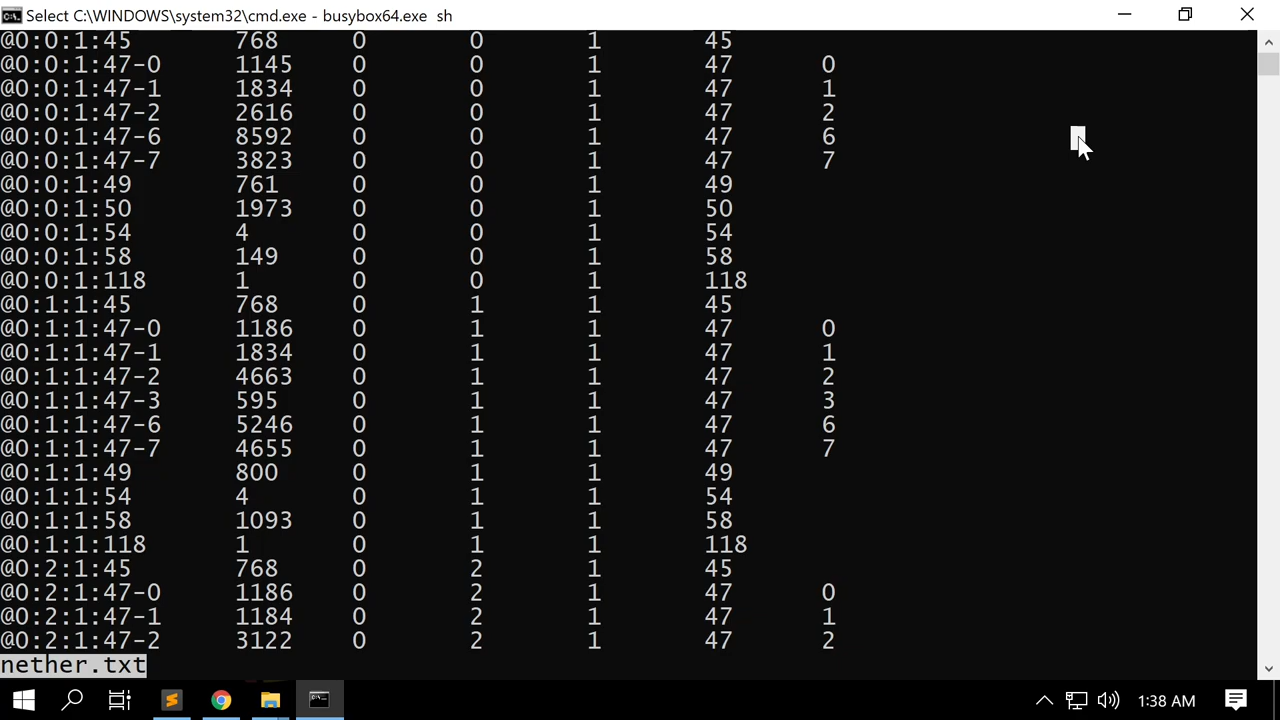 Select C:\WINDOWS\system32\cmd.exe - busybox64.exe sh
@0:0:1:45 768 0 0 1 45
@0:0:1:47-0 1145 0 0 1 47 0
@0:0:1:47-1 1834 0 0 1 47 1
@0:0:1:47-2 2616 0 0 1 47 2
@0:0:1:47-6 8592 0 0 1 47 6
@0:0:1:47-7 3823 0 0 1 47 7
@0:0:1:49 761 0 0 1 49
@0:0:1:50 1973 0 0 1 50
@0:0:1:54 4 0 0 1 54
@0:0:1:58 149 0 0 1 58
@0:0:1:118 1 0 0 1 118
@0:1:1:45 768 0 1 1 45
@0:1:1:47-0 1186 0 1 1 47 0
@0:1:1:47-1 1834 0 1 1 47 1
@0:1:1:47-2 4663 0 1 1 47 2
@0:1:1:47-3 595 0 1 1 47 3
@0:1:1:47-6 5246 0 1 1 47 6
@0:1:1:47-7 4655 0 1 1 47 7
@0:1:1:49 800 0 1 1 49
@0:1:1:54 4 0 1 1 54
@0:1:1:58 1093 0 1 1 58
@0:1:1:118 1 0 1 1 118
@0:2:1:45 768 0 2 1 45
@0:2:1:47-0 1186 0 2 1 47 0
@0:2:1:47-1 1184 0 2 1 47 1
@0:2:1:47-2 3122 0 2 1 47 2
nether.txt
1:38 AM